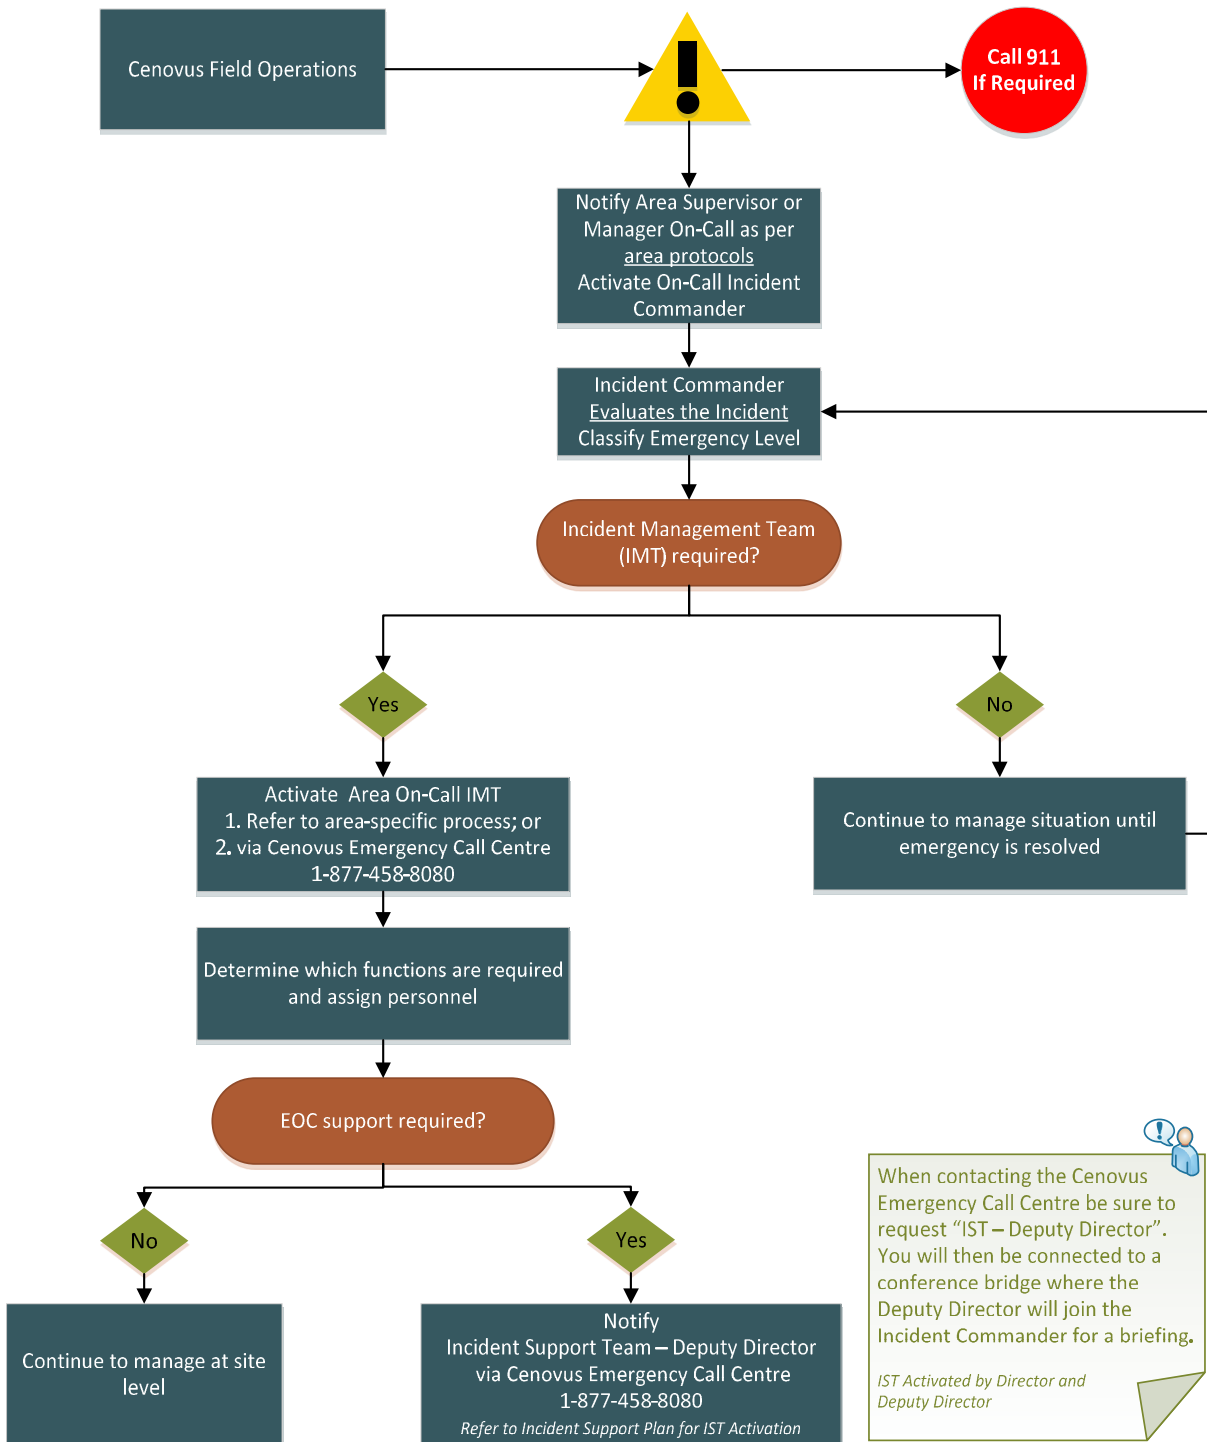 Cenovus Field Operations
Call 911
If Required
Notify Area Supervisor or
Manager On-Call as per
area protocols
Activate On-Call Incident
Commander
Incident Commander
Evaluates the Incident
Classify Emergency Level
Incident Management Team
(IMT) required?
Yes
No
Activate Area On-Call IMT
1. Refer to area-specific process; or
2. via Cenovus Emergency Call Centre
1-877-458-8080
Continue to manage situation until
emergency is resolved
Determine which functions are required
and assign personnel
EOC support required?
No
Yes
Continue to manage at site
level
Notify
Incident Support Team – Deputy Director
via Cenovus Emergency Call Centre
1-877-458-8080
Refer to Incident Support Plan for IST Activation
When contacting the Cenovus
Emergency Call Centre be sure to
request “IST – Deputy Director”.
You will then be connected to a
conference bridge where the
Deputy Director will join the
Incident Commander for a briefing.
IST Activated by Director and
Deputy Director